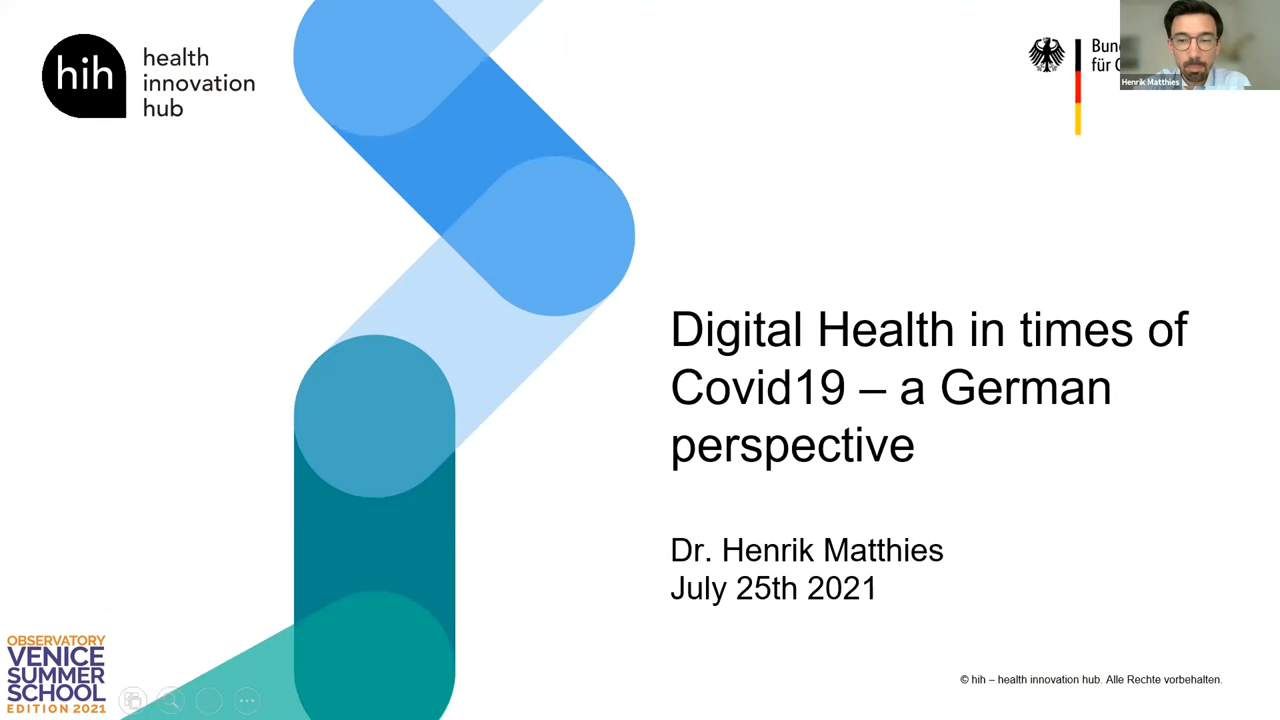 hih
health
innovation
hub
für
Henrik Matthies
Digital Health in times of
Covid19 – a German
perspective
Dr. Henrik Matthies
July 25th 2021
OBSERVATORY
VENICE
SUMMER
SCHOOL
EDITION 2021
© hih – health innovation hub. Alle Rechte vorbehalten.